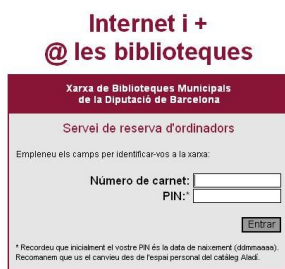 Internet i +
@ les biblioteques
Xarxa de Biblioteques Municipals
de la Diputació de Barcelona
Servei de reserva d'ordinadors
Empleneu els camps per identificar-vos a la xarxa:
Número de carnet:
PIN:*
Entrar
* Recordeu que inicialment el vostre PIN és la data de naixement (ddmmaaaa).
Recomanem que us el canvieu des de l'espai personal del catàleg Aladí.